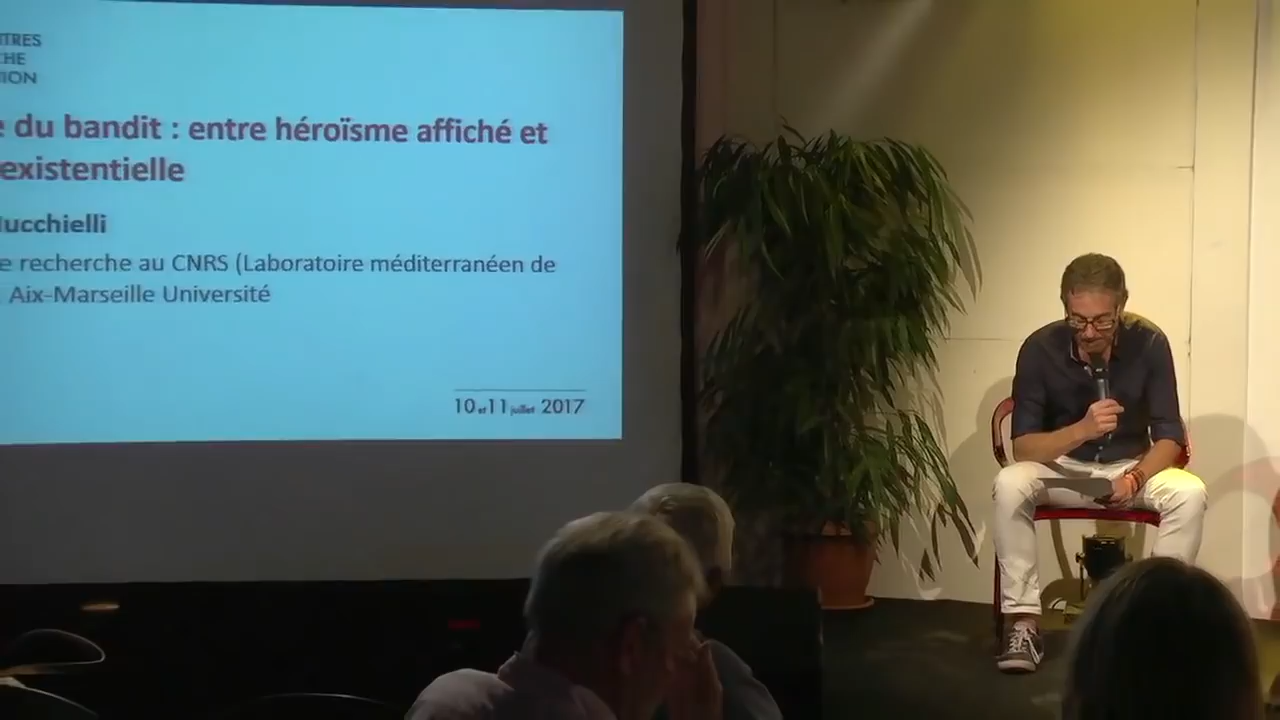 TRES
CHE
ION
e du bandit : entre héroïsme affiché et
existentielle
ucchielli
e recherche au CNRS (Laboratoire méditerranéen de
Aix-Marseille Université
10 et 11 juillet 2017